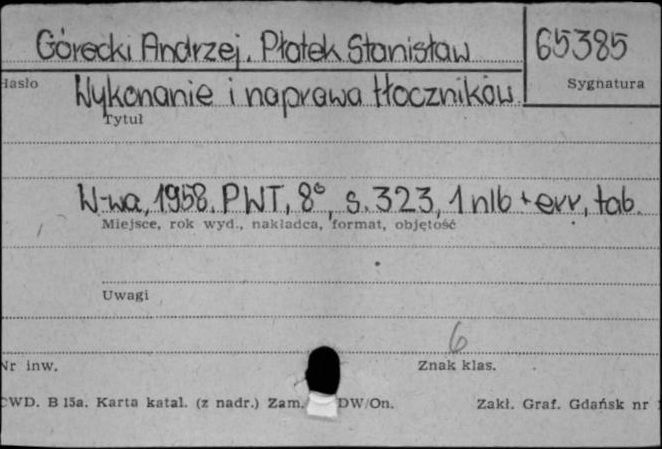 Górecki Andrzej. Płatek Stanisław 65385
Hasło Sygnatura
Wykonanie i naprawa tłoczników
Tytuł
W-wa, 1958. PWT, 8°, s. 323, 1 nlb + err, tab.
Miejsce, rok wyd., nakładca, format, objętość
Uwagi
6
Nr inw. Znak klas.
CWD. B 15a. Karta katal. (z nadr.) Zam. DW/On. Zakł. Graf. Gdańsk nr